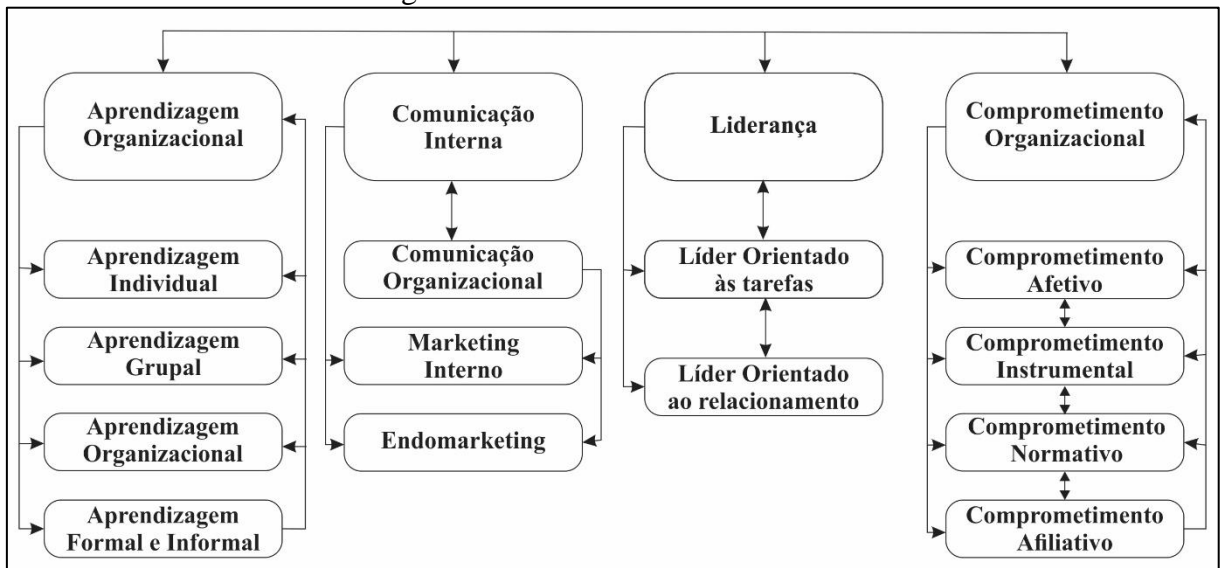 Aprendizagem
Organizacional
Comunicação
Interna
Liderança
Comprometimento
Organizacional
Aprendizagem
Individual
Aprendizagem
Grupal
Aprendizagem
Organizacional
Aprendizagem
Formal e Informal
Comunicação
Organizacional
Marketing
Interno
Endomarketing
Líder Orientado
às tarefas
Líder Orientado
ao relacionamento
Comprometimento
Afetivo
Comprometimento
Instrumental
Comprometimento
Normativo
Comprometimento
Afiliativo